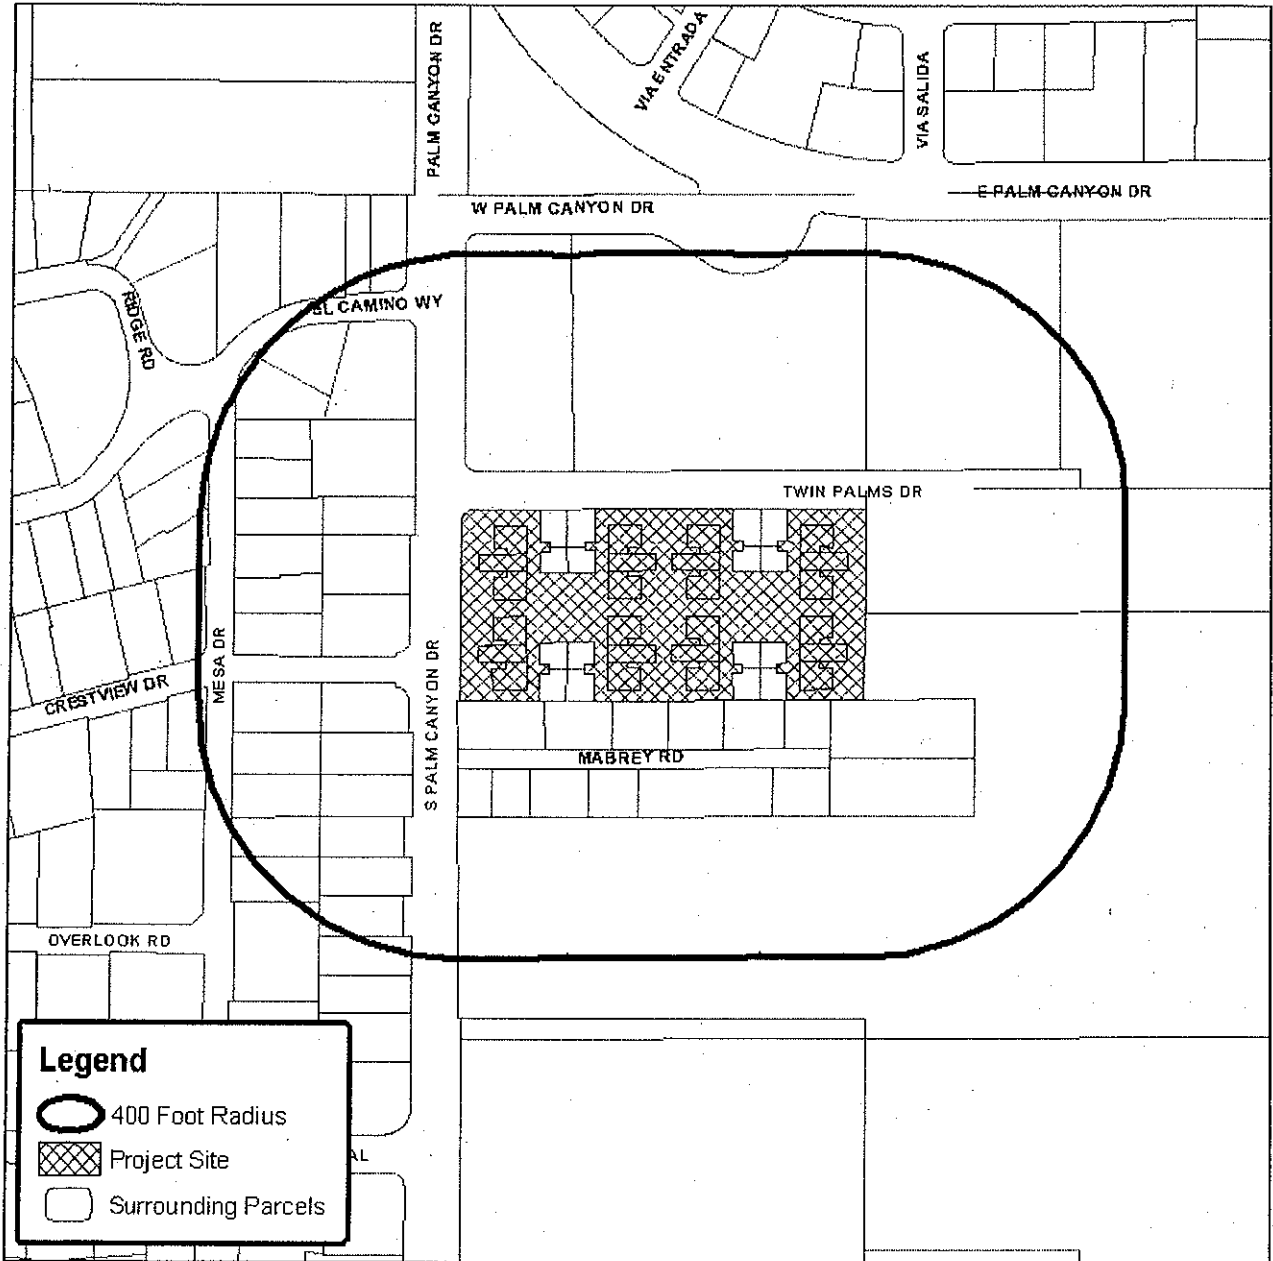 PALM CANYON DR
VIA ENTRADA
VIA SALIDA
E PALM CANYON DR
W PALM CANYON DR
EL CAMINO WY
RIDGE RD
TWIN PALMS DR
MESA DR
CRESTVIEW DR
S PALM CANYON DR
MABREY RD
OVERLOOK RD
Legend
400 Foot Radius
Project Site
AL
Surrounding Parcels